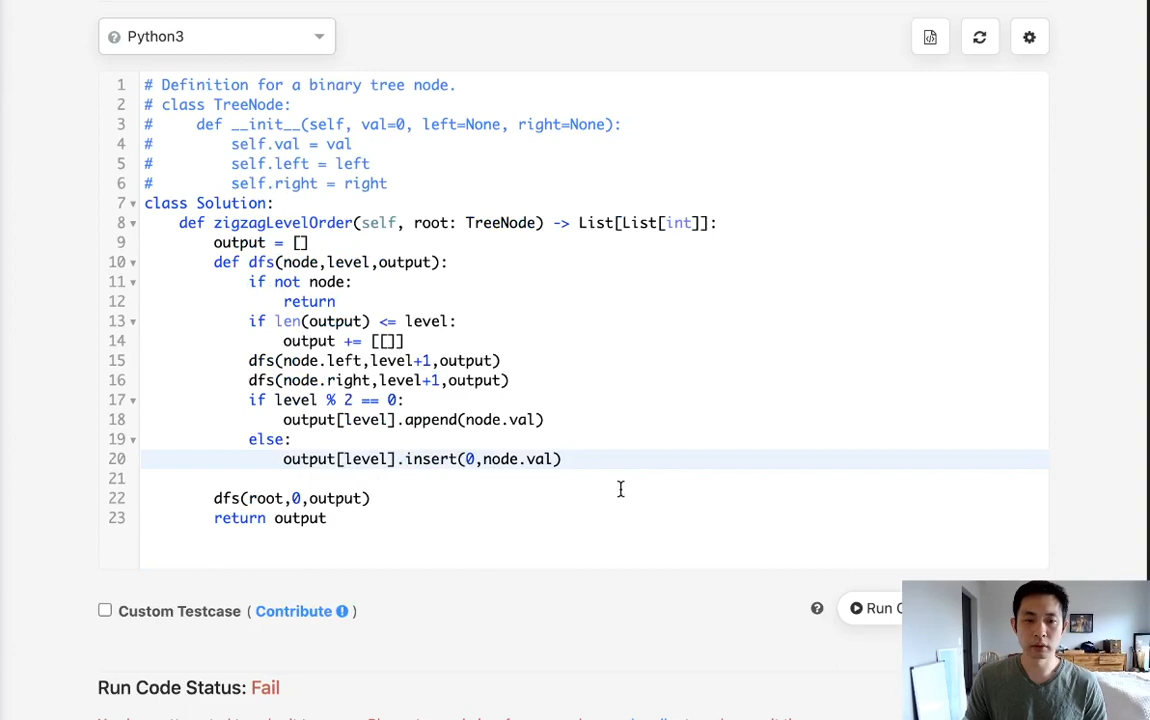 Python3
1 # Definition for a binary tree node.
2 # class TreeNode:
3 #     def __init__(self, val=0, left=None, right=None):
4 #         self.val = val
5 #         self.left = left
6 #         self.right = right
7 class Solution:
8     def zigzagLevelOrder(self, root: TreeNode) -> List[List[int]]:
9         output = []
10         def dfs(node,level,output):
11             if not node:
12                 return
13             if len(output) <= level:
14                 output += [[]]
15             dfs(node.left,level+1,output)
16             dfs(node.right,level+1,output)
17             if level % 2 == 0:
18                 output[level].append(node.val)
19             else:
20                 output[level].insert(0,node.val)
21
22         dfs(root,0,output)
23         return output
Custom Testcase ( Contribute )
Run
Run Code Status: Fail